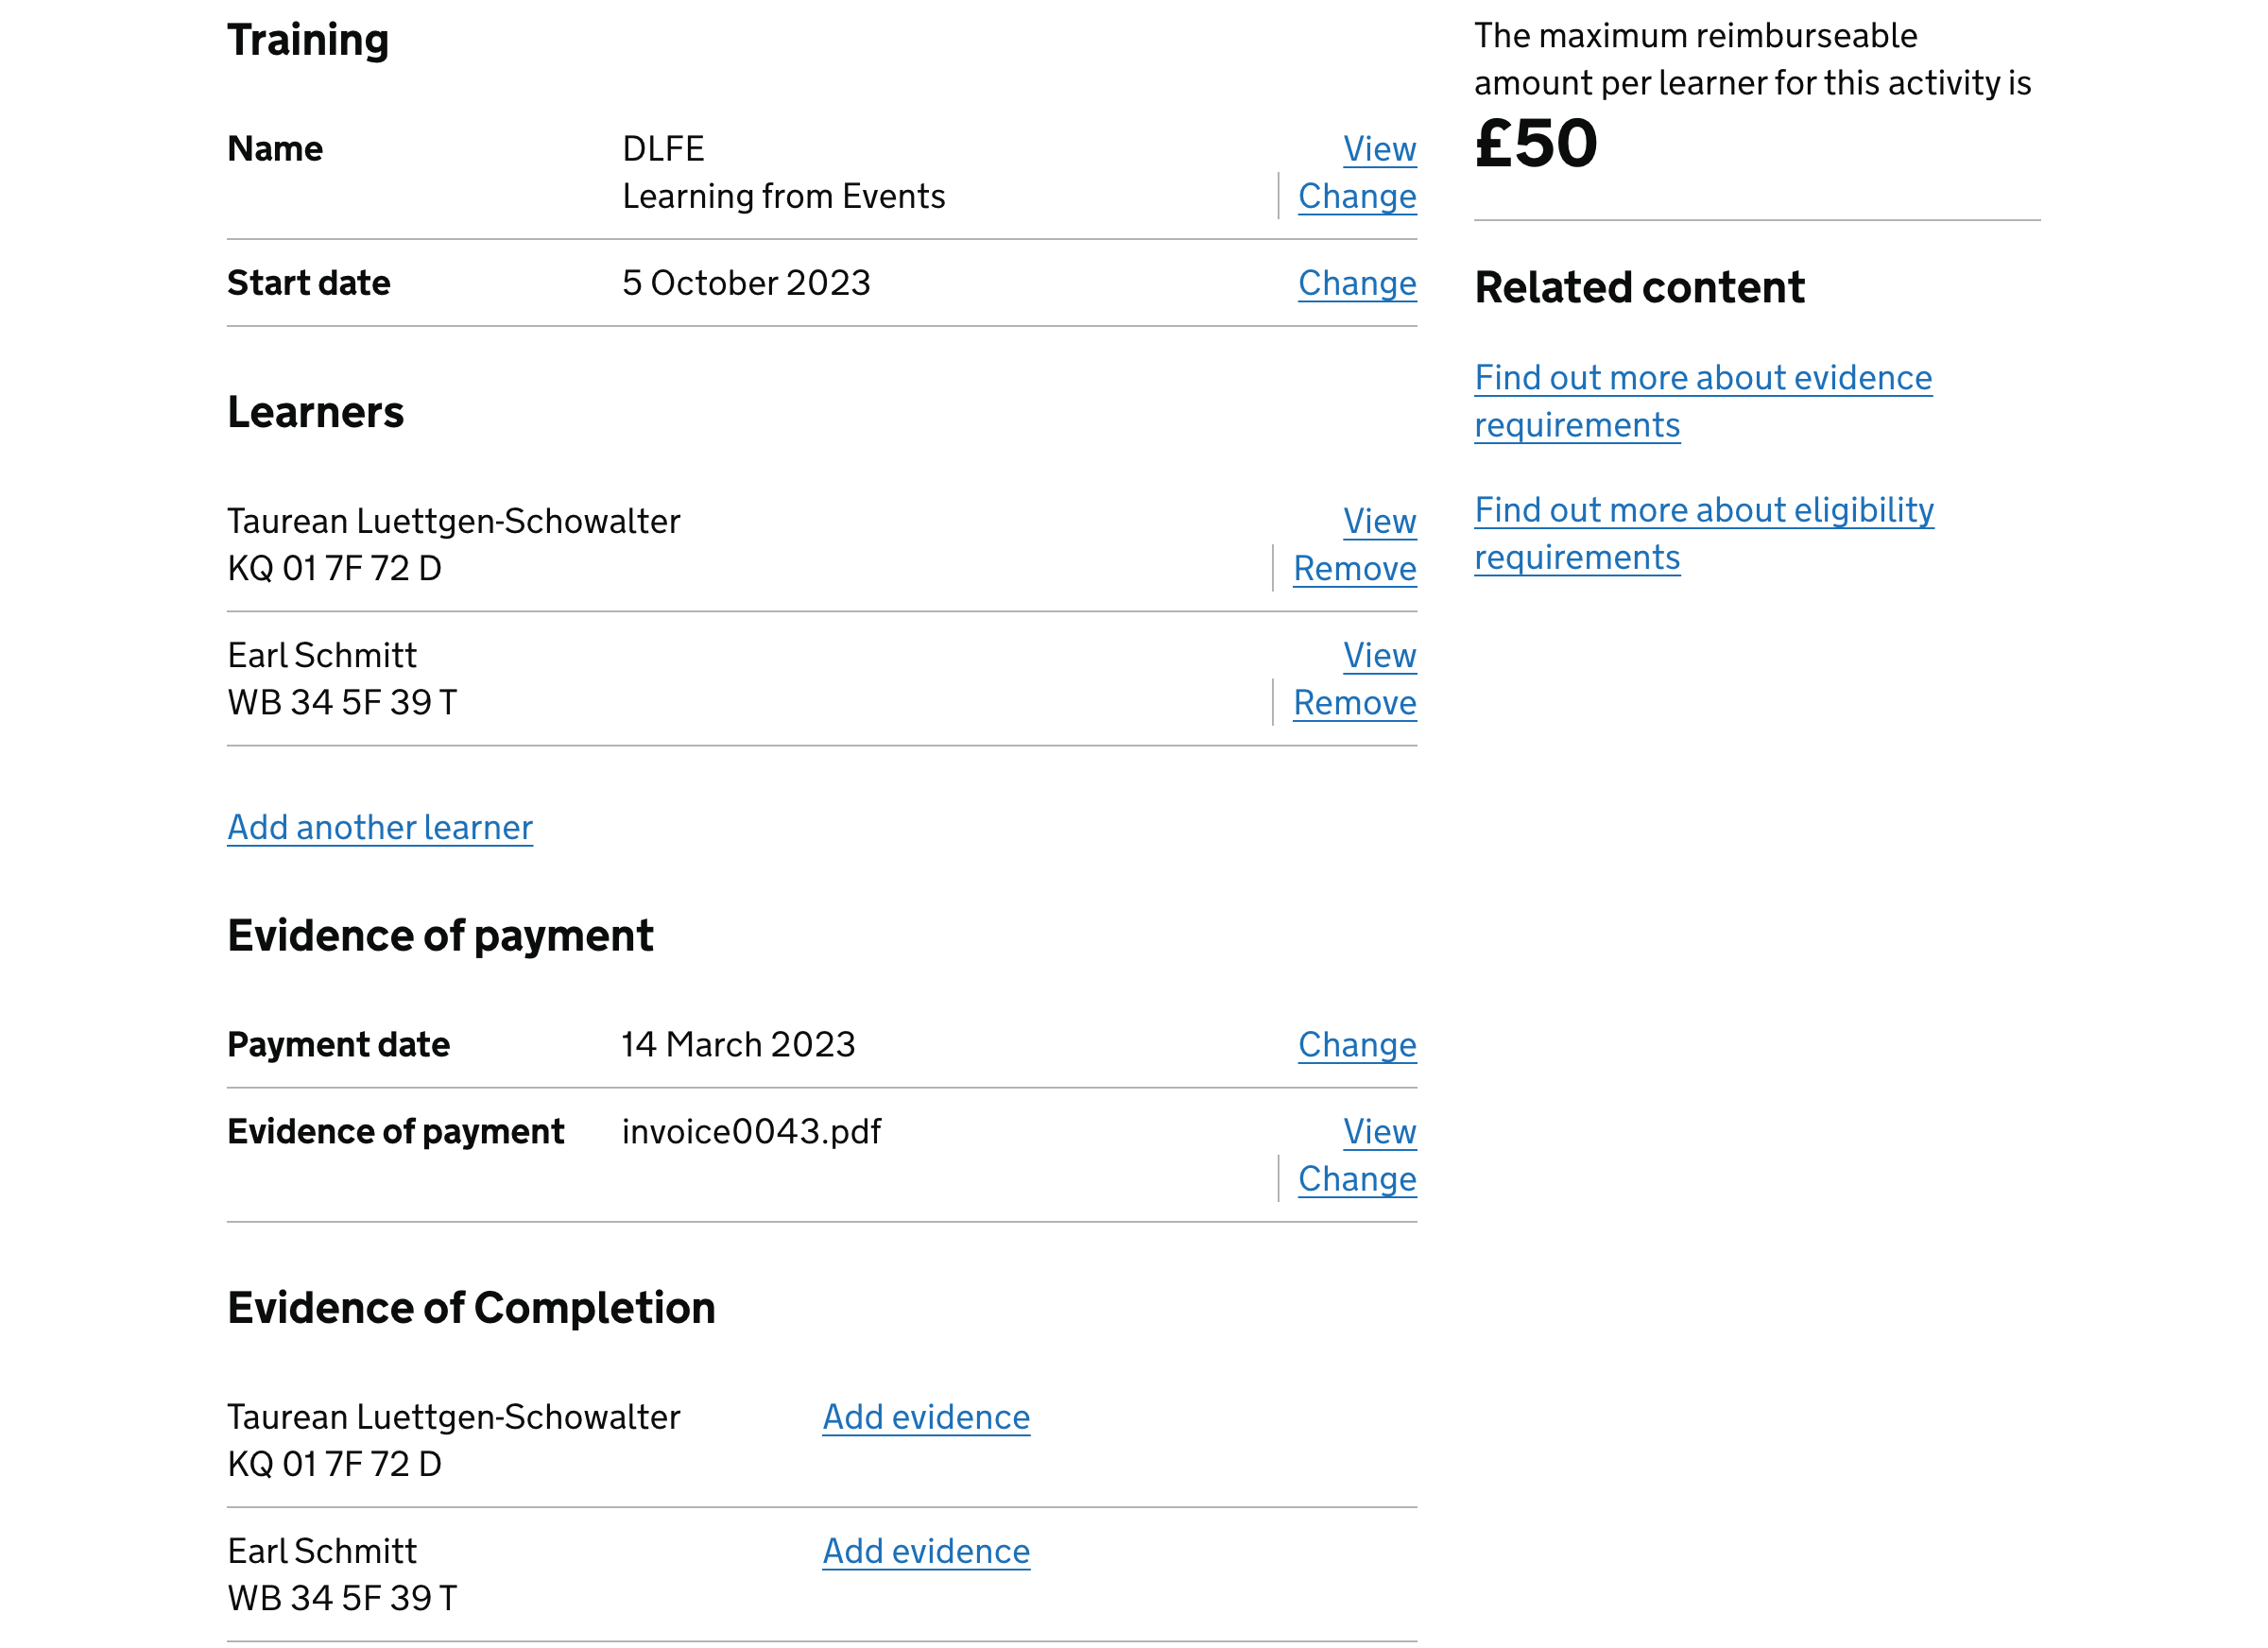 Training
Name
DLFE
View
Learning from Events
Change
Start date
5 October 2023
Change
Learners
Taurean Luettgen-Schowalter
View
KQ 01 7F 72 D
Remove
Earl Schmitt
View
WB 34 5F 39 T
Remove
Add another learner
Evidence of payment
Payment date
14 March 2023
Change
Evidence of payment
invoice0043.pdf
View
Change
Evidence of Completion
Taurean Luettgen-Schowalter
Add evidence
KQ 01 7F 72 D
Earl Schmitt
Add evidence
WB 34 5F 39 T
The maximum reimburseable
amount per learner for this activity is
£50
Related content
Find out more about evidence
requirements
Find out more about eligibility
requirements